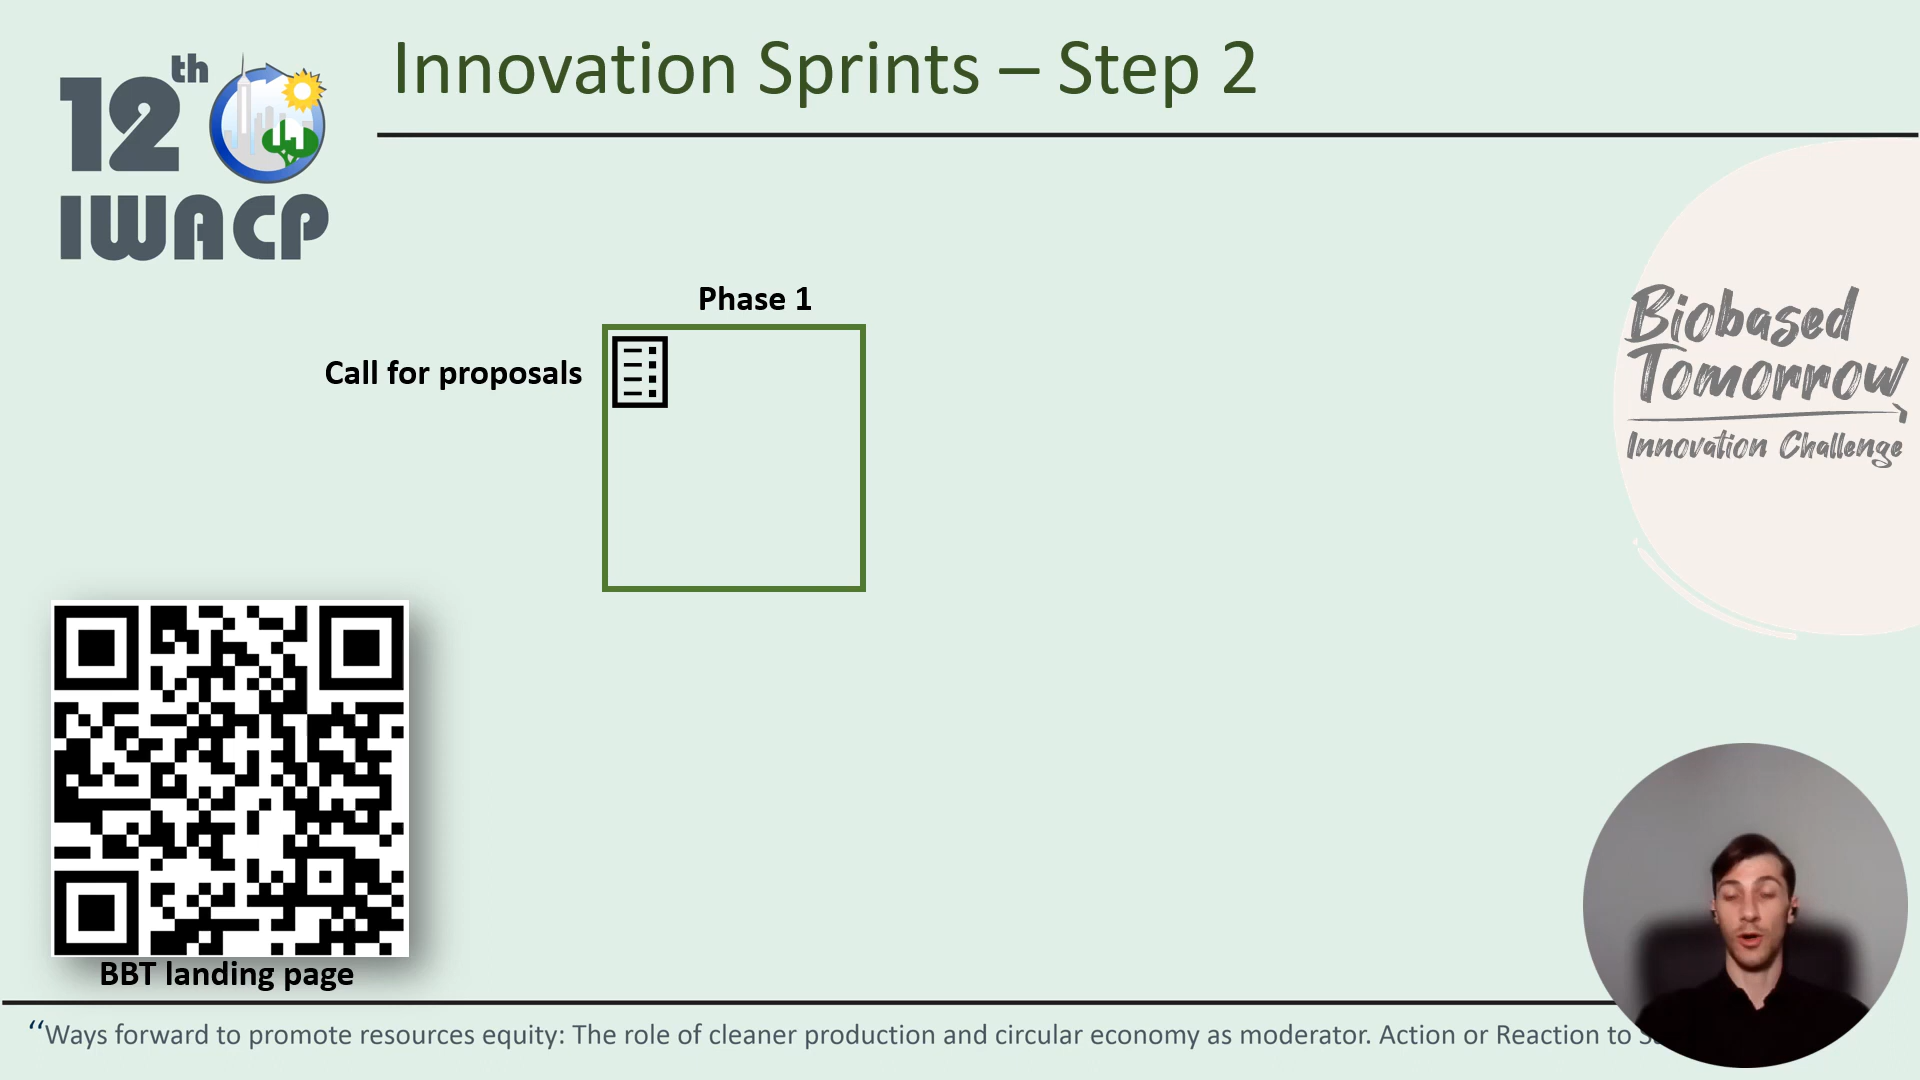 12th
IWACP
Innovation Sprints – Step 2
Phase 1
Call for proposals
Biobased
Tomorrow
Innovation Challenge
BBT landing page
“Ways forward to promote resources equity: The role of cleaner production and circular economy as moderator. Action or Reaction to